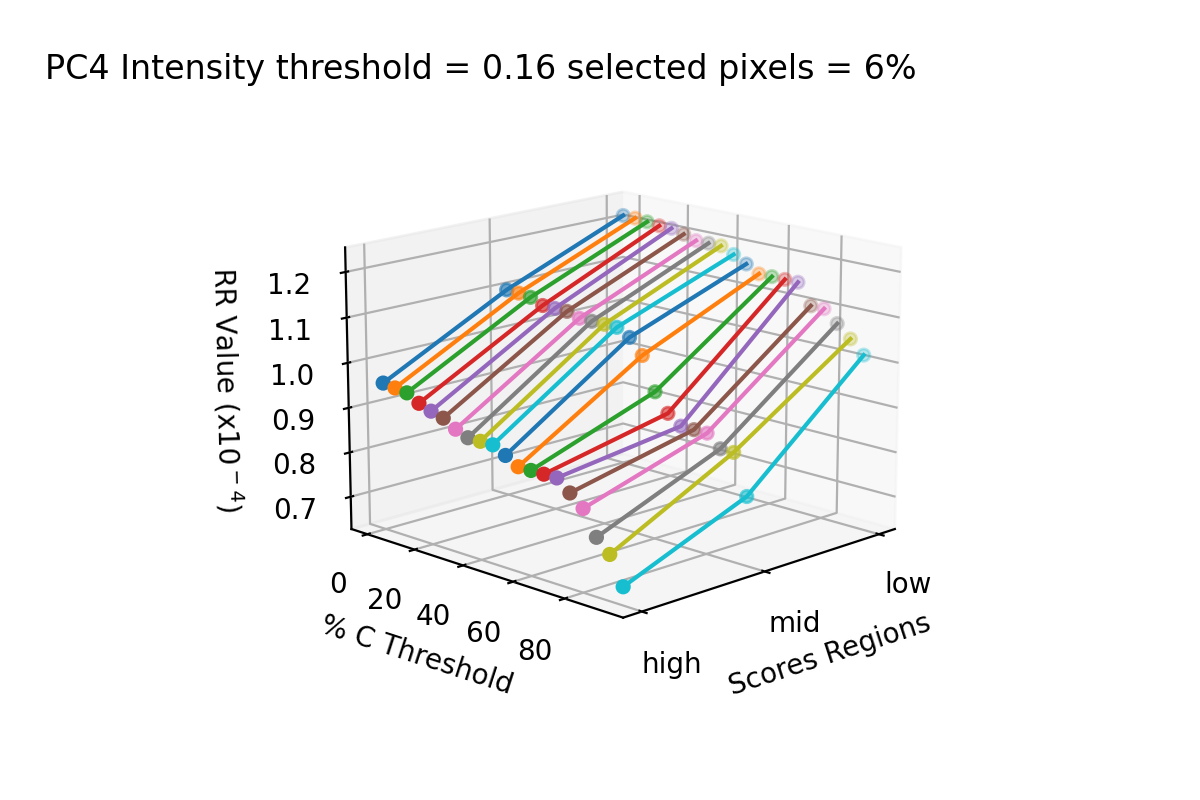 PC4 Intensity threshold = 0.16 selected pixels = 6%
RR Value (x10⁻⁴)
1.2
1.1
1.0
0.9
0.8
0.7
0
20
40
60
80
% C Threshold
high
mid
low
Scores Regions